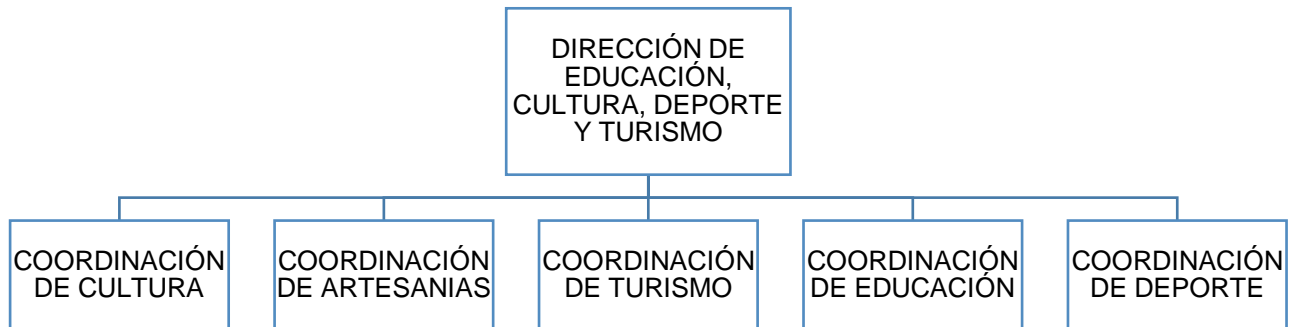 DIRECCIÓN DE
EDUCACIÓN,
CULTURA, DEPORTE
Y TURISMO
COORDINACIÓN
DE CULTURA
COORDINACIÓN
DE ARTESANIAS
COORDINACIÓN
DE TURISMO
COORDINACIÓN
DE EDUCACIÓN
COORDINACIÓN
DE DEPORTE